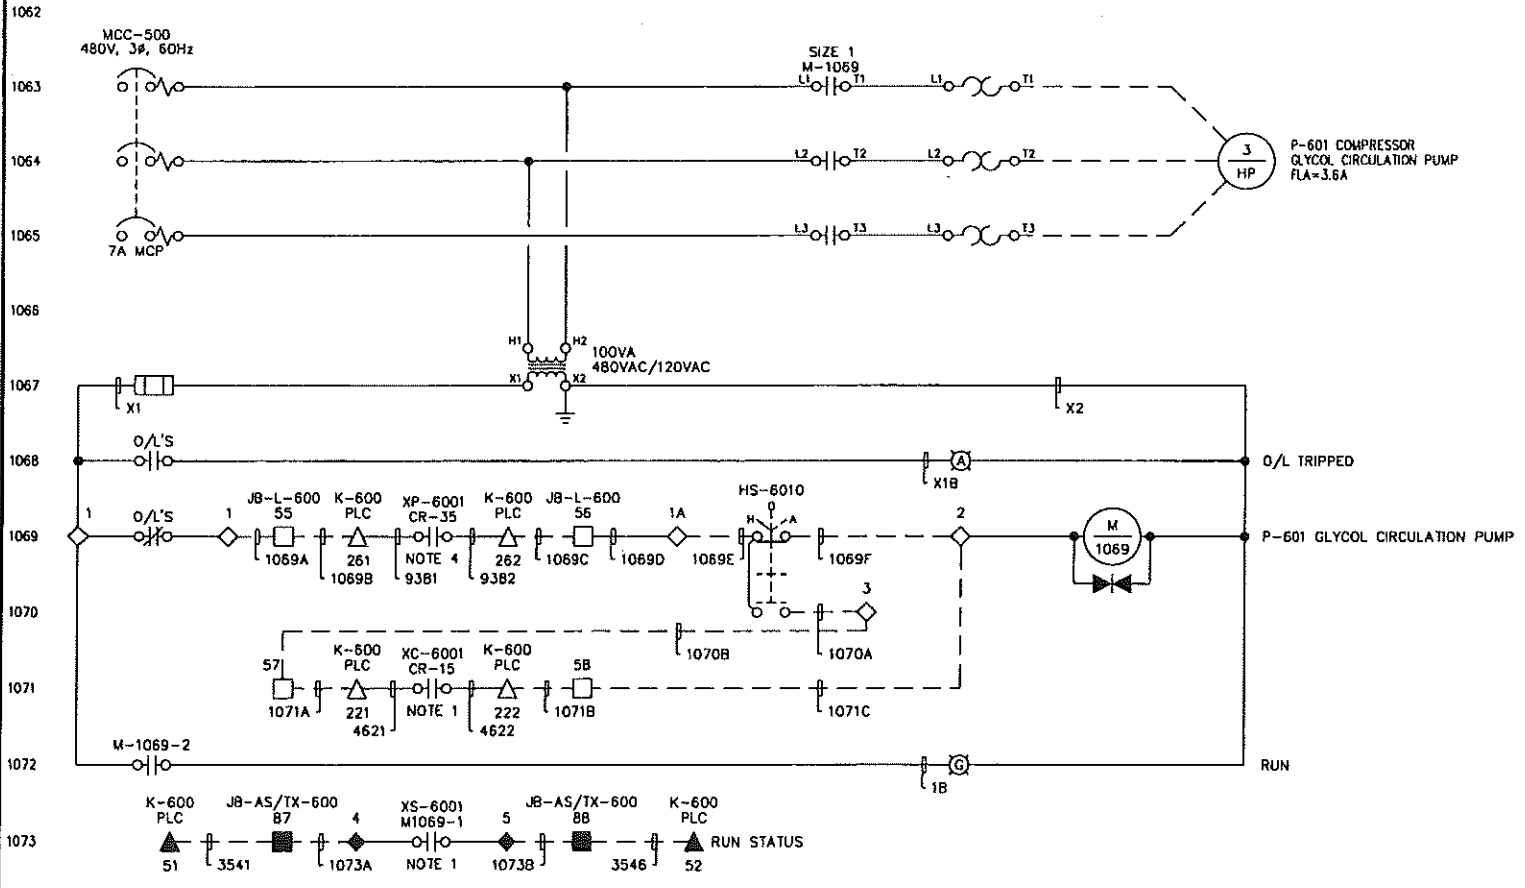 1062
MCC-500
480V, 3ø, 60Hz
SIZE 1
M-1069
1063
L1 T1 L1 T1
1064
L2 T2 L2 T2
3
HP
P-601 COMPRESSOR
GLYCOL CIRCULATION PUMP
FLA=3.6A
1065
L3 T3 L3 T3
7A MCP
1066
H1 H2
100VA
480VAC/120VAC
1067
X1 X2
X1
X2
O/L'S
1068
A
O/L TRIPPED
X1B
JB-L-600
55
K-600
PLC
XP-6001
CR-35
K-600
PLC
JB-L-600
56
HS-6010
1
O/L'S
1
1A
H A
2
M
1069
1069
P-601 GLYCOL CIRCULATION PUMP
1069A
261
NOTE 4
262
1069C
1069D
1069E
1069F
1069B
9381
9382
3
1070
1070B
1070A
57
K-600
PLC
XC-6001
CR-15
K-600
PLC
58
1071
1071A
221
NOTE 1
222
1071B
1071C
4621
4622
M-1069-2
1072
G
RUN
1B
K-600
PLC
JB-AS/TX-600
87
4
XS-6001
M1069-1
5
JB-AS/TX-600
88
K-600
PLC
1073
RUN STATUS
51
3541
1073A
NOTE 1
1073B
3546
52